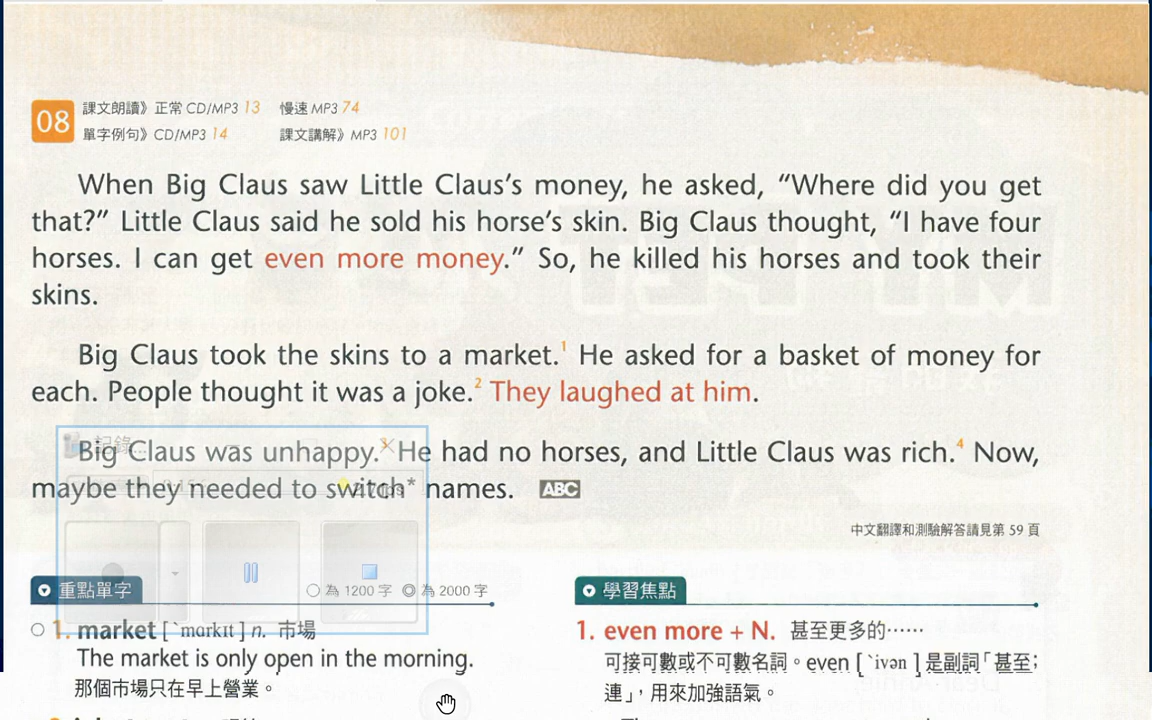 08
課文朗讀》正常 CD/MP3 13 慢速 MP3 74
單字例句》CD/MP3 14 課文講解》MP3 101
When Big Claus saw Little Claus's money, he asked, “Where did you get
that?” Little Claus said he sold his horse's skin. Big Claus thought, “I have four
horses. I can get even more money.” So, he killed his horses and took their
skins.
Big Claus took the skins to a market.¹ He asked for a basket of money for
each. People thought it was a joke.² They laughed at him.
Big Claus was unhappy.³ He had no horses, and Little Claus was rich.⁴ Now,
maybe they needed to switch* names. ABC
中文翻譯和測驗解答請見第 59 頁
重點單字 ○ 為 1200 字 ◎ 為 2000 字
○ 1. market [ˋmɑrkɪt] n. 市場
The market is only open in the morning.
那個市場只在早上營業。
學習焦點
1. even more + N. 甚至更多的⋯⋯
可接可數或不可數名詞。even [ˋivən] 是副詞「甚至;
連」，用來加強語氣。